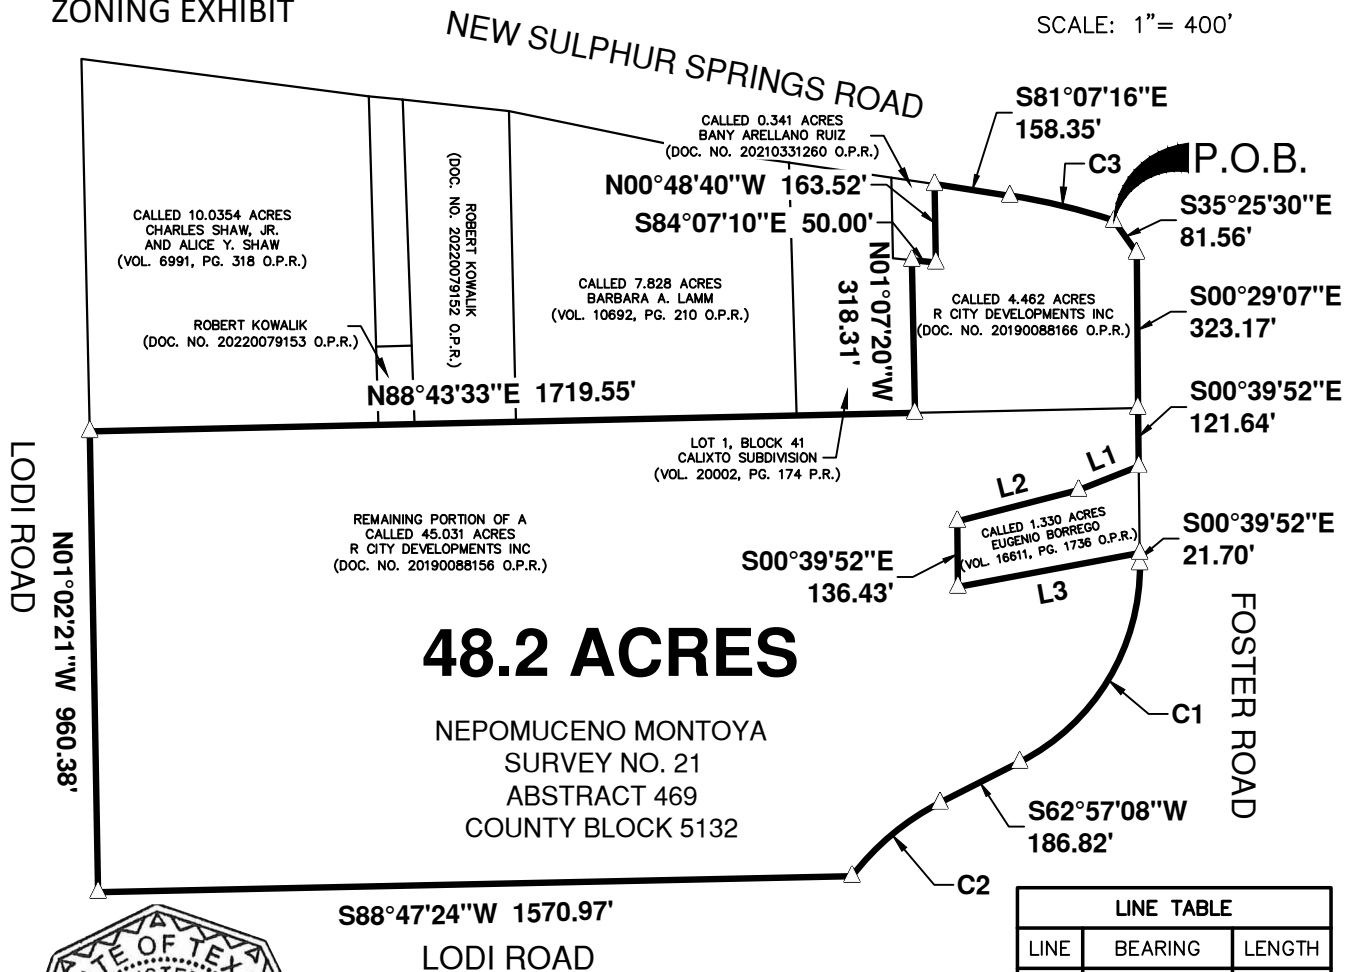 ZONING EXHIBIT
SCALE: 1"= 400'
NEW SULPHUR SPRINGS ROAD
S81°07'16"E
158.35'
C3
P.O.B.
CALLED 0.341 ACRES
BANY ARELLANO RUIZ
(DOC. NO. 20210331260 O.P.R.)
N00°48'40"W 163.52'
S84°07'10"E 50.00'
S35°25'30"E
81.56'
CALLED 10.0354 ACRES
CHARLES SHAW, JR.
AND ALICE Y. SHAW
(VOL. 6991, PG. 318 O.P.R.)
ROBERT KOWALIK
(DOC. NO. 20220079152 O.P.R.)
ROBERT KOWALIK
(DOC. NO. 20220079153 O.P.R.)
CALLED 7.828 ACRES
BARBARA A. LAMM
(VOL. 10692, PG. 210 O.P.R.)
N01°07'20"W
318.31'
CALLED 4.462 ACRES
R CITY DEVELOPMENTS INC
(DOC. NO. 20190088166 O.P.R.)
S00°29'07"E
323.17'
N88°43'33"E 1719.55'
S00°39'52"E
121.64'
LOT 1, BLOCK 41
CALIXTO SUBDIVISION
(VOL. 20002, PG. 174 P.R.)
L1
L2
CALLED 1.330 ACRES
EUGENIO BORREGO
(VOL. 16611, PG. 1736 O.P.R.)
L3
S00°39'52"E
21.70'
S00°39'52"E
136.43'
REMAINING PORTION OF A
CALLED 45.031 ACRES
R CITY DEVELOPMENTS INC
(DOC. NO. 20190088156 O.P.R.)
LODI ROAD
N01°02'21"W 960.38'
48.2 ACRES
NEPOMUCENO MONTOYA
SURVEY NO. 21
ABSTRACT 469
COUNTY BLOCK 5132
FOSTER ROAD
C1
S62°57'08"W
186.82'
C2
S88°47'24"W 1570.97'
LODI ROAD
LINE TABLE
LINE BEARING LENGTH
OF TEX